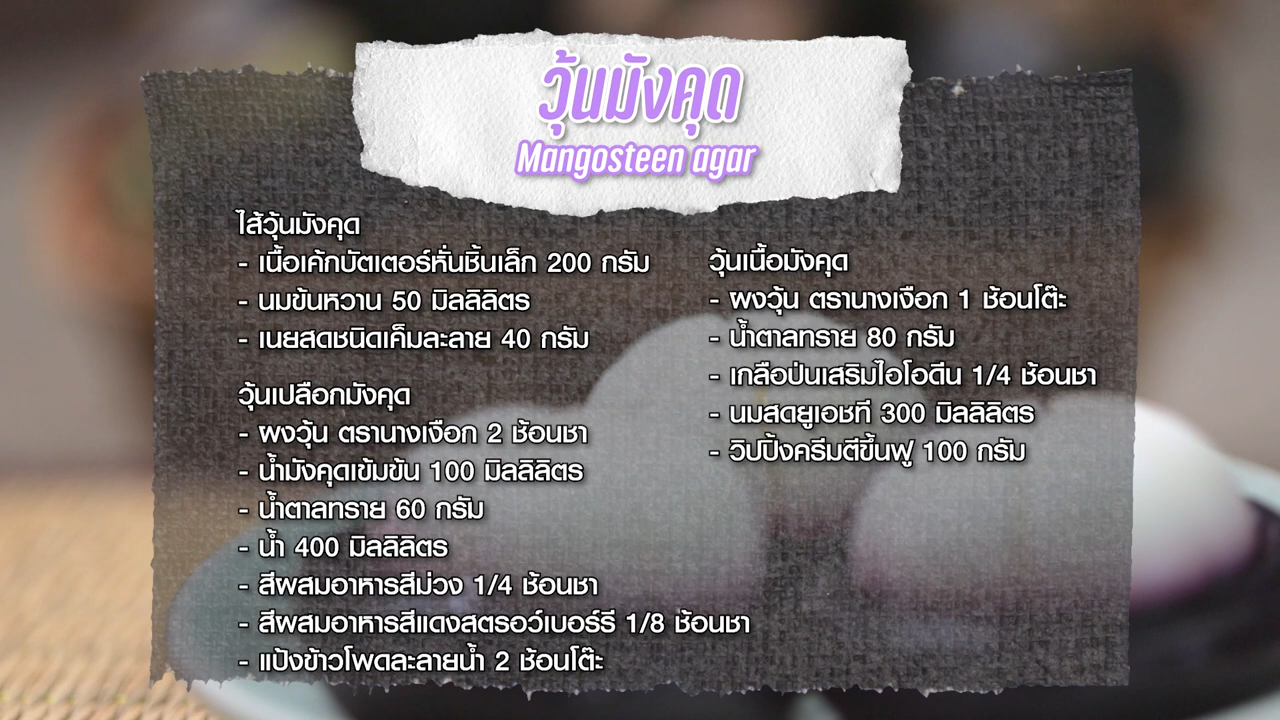 วุ้นมังคุด
Mangosteen agar
ไส้วุ้นมังคุด
- เนื้อเค้กบัตเตอร์หั่นชิ้นเล็ก 200 กรัม
- นมข้นหวาน 50 มิลลิลิตร
- เนยสดชนิดเค็มละลาย 40 กรัม
วุ้นเปลือกมังคุด
- ผงวุ้น ตรานางเงือก 2 ช้อนชา
- น้ำมังคุดเข้มข้น 100 มิลลิลิตร
- น้ำตาลทราย 60 กรัม
- น้ำ 400 มิลลิลิตร
- สีผสมอาหารสีม่วง 1/4 ช้อนชา
- สีผสมอาหารสีแดงสตรอว์เบอร์รี 1/8 ช้อนชา
- แป้งข้าวโพดละลายน้ำ 2 ช้อนโต๊ะ
วุ้นเนื้อมังคุด
- ผงวุ้น ตรานางเงือก 1 ช้อนโต๊ะ
- น้ำตาลทราย 80 กรัม
- เกลือป่นเสริมไอโอดีน 1/4 ช้อนชา
- นมสดยูเอชที 300 มิลลิลิตร
- วิปปิ้งครีมตีขึ้นฟู 100 กรัม